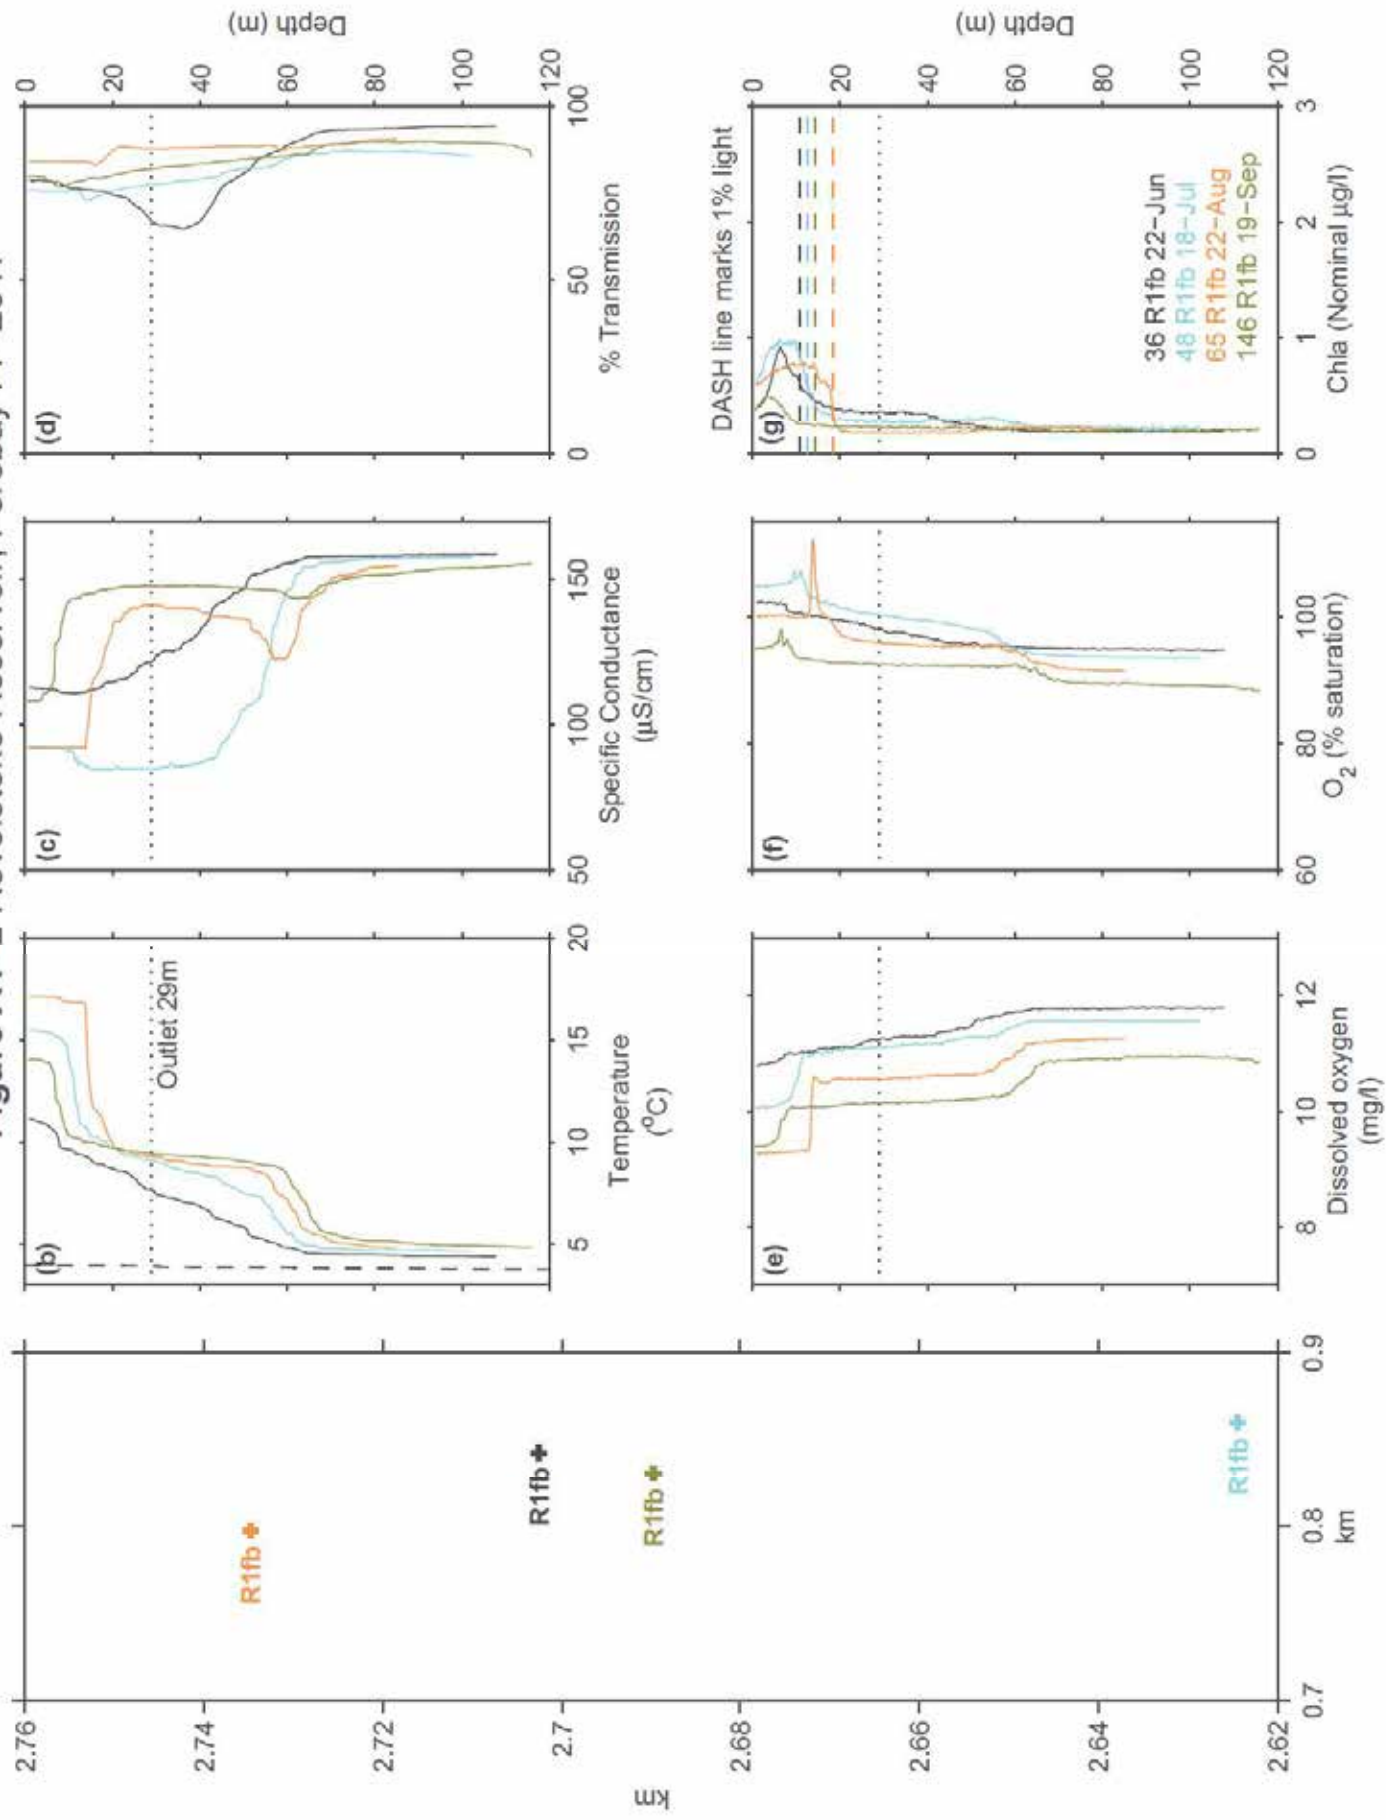 2.76
2.74
2.72
2.7
2.68
2.66
2.64
2.62
km
0.7
0.8
0.9
km
R1fb
R1fb
R1fb
R1fb
(b)
Outlet 29m
5
10
15
20
Temperature
(°C)
(c)
50
100
150
Specific Conductance
(µS/cm)
(d)
0
50
100
% Transmission
0
20
40
60
80
100
120
Depth (m)
(e)
8
10
12
Dissolved oxygen
(mg/l)
(f)
60
80
100
O₂ (% saturation)
DASH line marks 1% light
(g)
36 R1fb 22−Jun
48 R1fb 18−Jul
65 R1fb 22−Aug
146 R1fb 19−Sep
0
1
2
3
Chla (Nominal µg/l)
0
20
40
60
80
100
120
Depth (m)